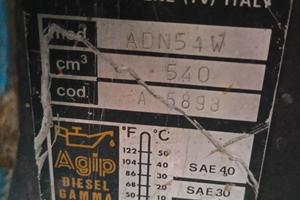 (TV) ITALY
mod. ADN54W
cm³ 540
cod. A 5893
Agip
DIESEL
GAMMA
°F °C
122 50
104 40
86 30
68 20
50 10
SAE 40
SAE 30